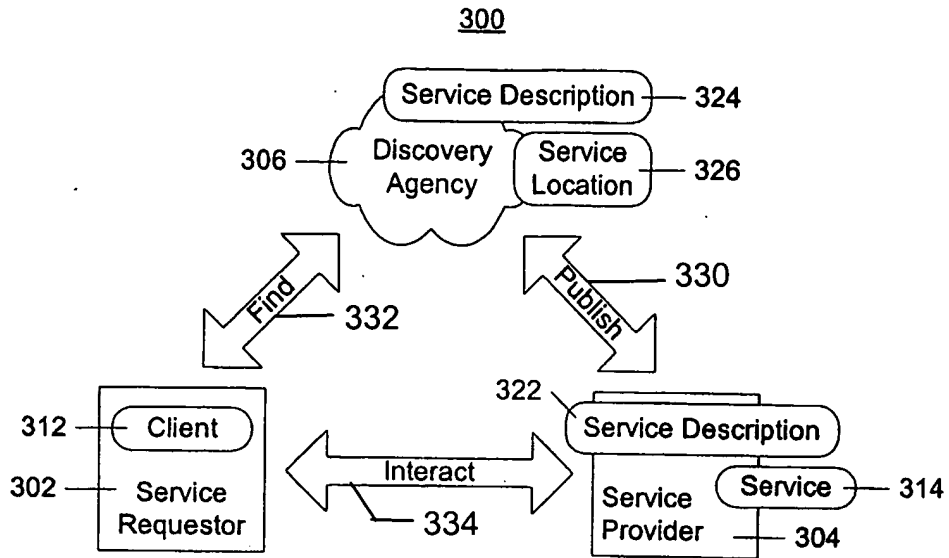 300
Service Description
324
306
Discovery
Agency
Service
Location
326
Find
332
Publish
330
312
Client
302
Service
Requestor
Interact
334
322
Service Description
Service
314
Service
Provider
304